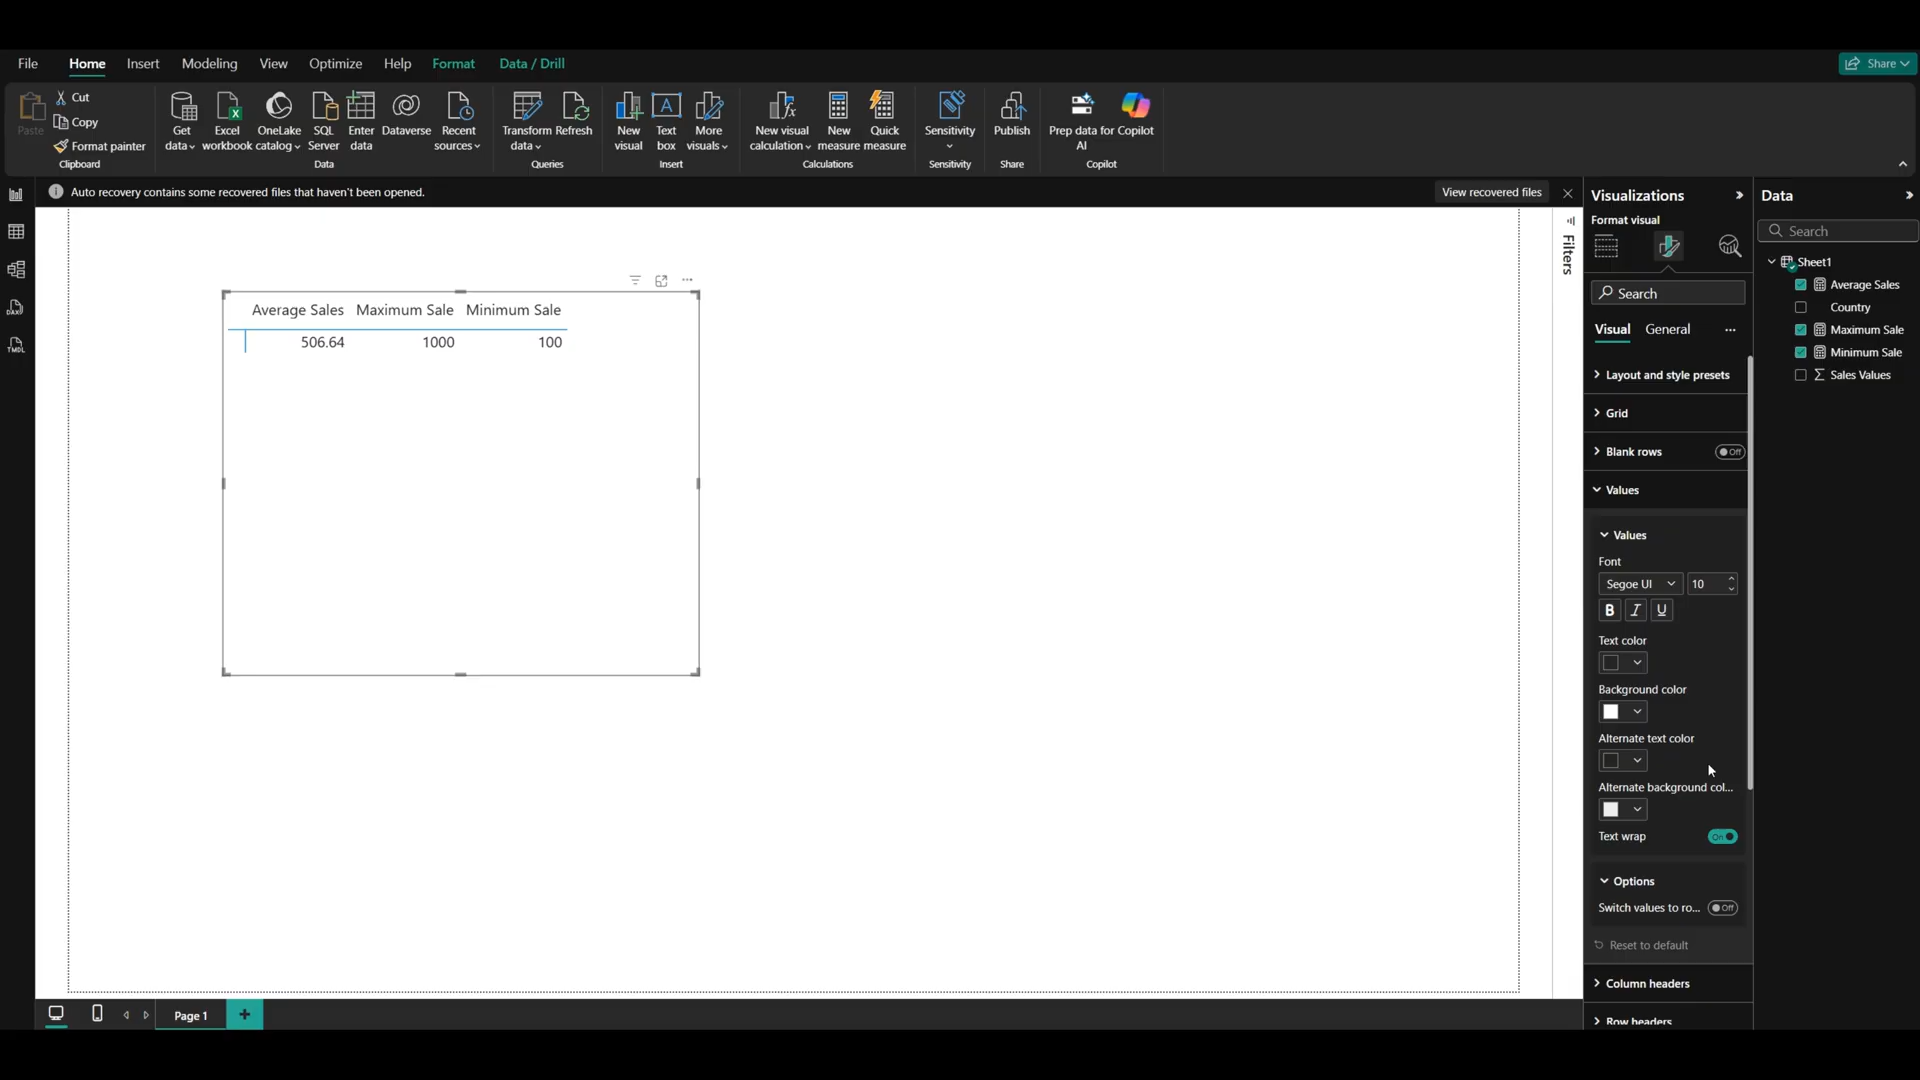 File Home Insert Modeling View Optimize Help Format Data / Drill Share
Paste
Cut
Copy
Format painter
Clipboard
Get data
Excel workbook
OneLake catalog
SQL Server
Enter data
Dataverse
Recent sources
Data
Transform data
Refresh
Queries
New visual
Text box
More visuals
Insert
New visual calculation
New measure
Quick measure
Calculations
Sensitivity
Sensitivity
Publish
Share
Prep data for AI
Copilot
Copilot
Auto recovery contains some recovered files that haven't been opened.
View recovered files
DAX
TMDL
Average Sales Maximum Sale Minimum Sale
506.64 1000 100
Filters
Visualizations
Format visual
Search
Visual General
Layout and style presets
Grid
Blank rows Off
Values
Values
Font
Segoe UI 10
B I U
Text color
Background color
Alternate text color
Alternate background col...
Text wrap On
Options
Switch values to ro... Off
Reset to default
Column headers
Row headers
Data
Search
Sheet1
Average Sales
Country
Maximum Sale
Minimum Sale
Sales Values
Page 1